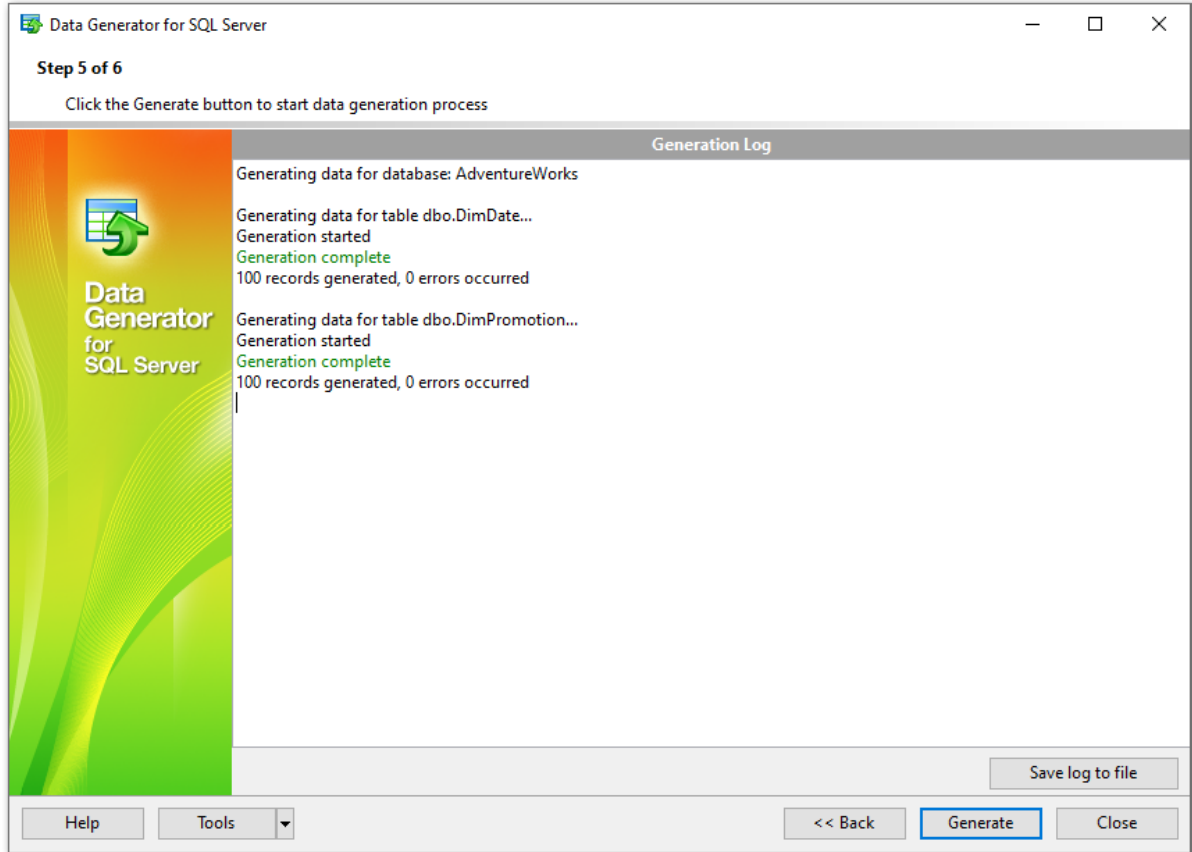 Data Generator for SQL Server
Step 5 of 6
Click the Generate button to start data generation process
Data
Generator
for
SQL Server
Generation Log
Generating data for database: AdventureWorks
Generating data for table dbo.DimDate...
Generation started
Generation complete
100 records generated, 0 errors occurred
Generating data for table dbo.DimPromotion...
Generation started
Generation complete
100 records generated, 0 errors occurred
Save log to file
Help
Tools
<< Back
Generate
Close